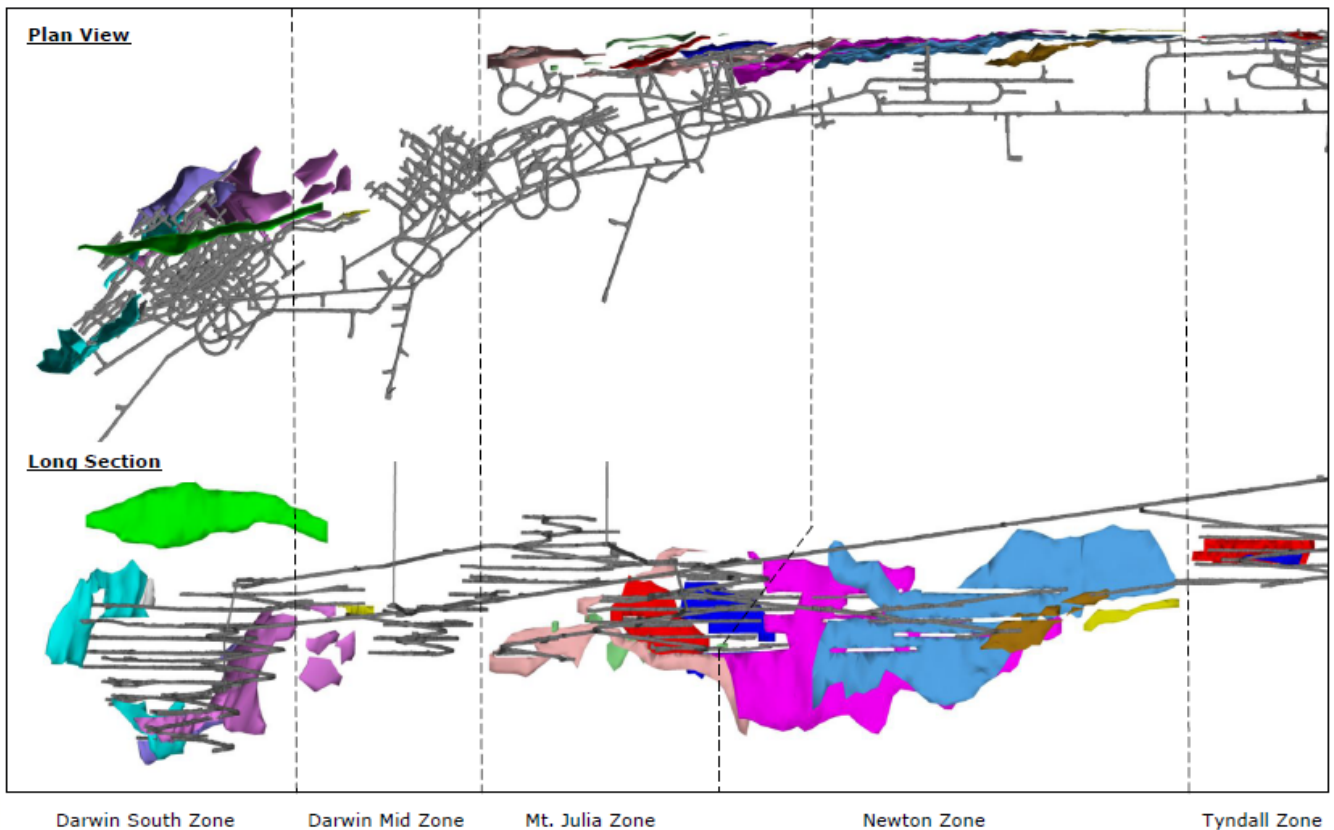 Plan View
Long Section
Darwin South Zone
Darwin Mid Zone
Mt. Julia Zone
Newton Zone
Tyndall Zone